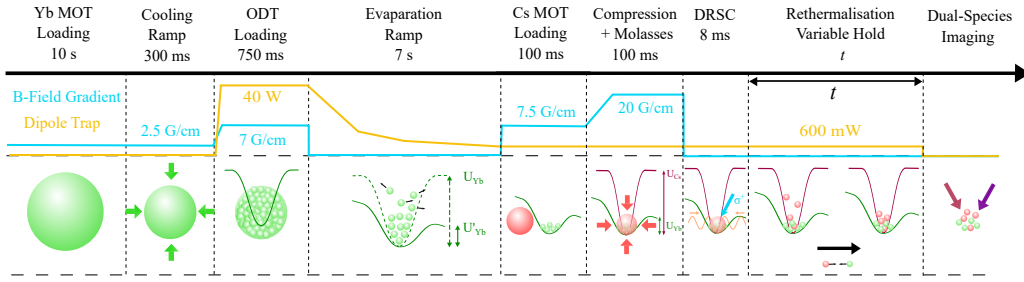 Yb MOT
Loading
10 s
Cooling
Ramp
300 ms
ODT
Loading
750 ms
Evaparation
Ramp
7 s
Cs MOT
Loading
100 ms
Compression
+ Molasses
100 ms
DRSC
8 ms
Rethermalisation
Variable Hold
t
Dual-Species
Imaging
B-Field Gradient
Dipole Trap
2.5 G/cm
40 W
7 G/cm
7.5 G/cm
20 G/cm
t
600 mW
U_Yb
U'_Yb
U_Cs
U_Yb
σ⁺